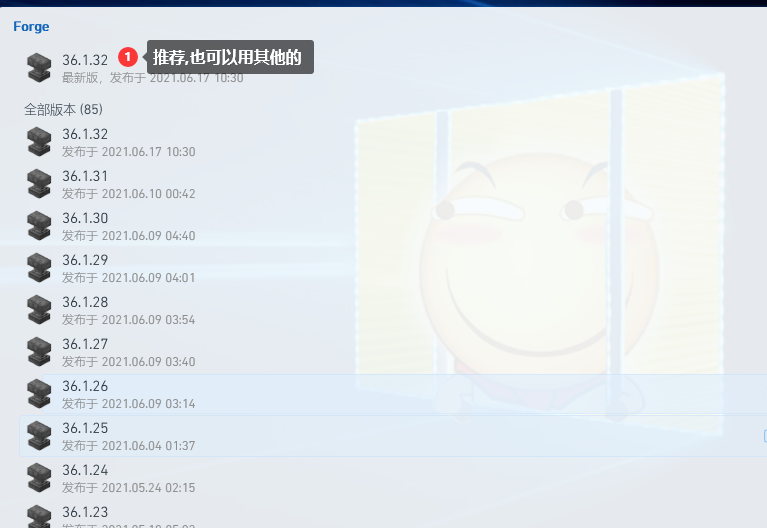 Forge
36.1.32
1
推荐,也可以用其他的
最新版，发布于 2021.06.17 10:30
全部版本 (85)
36.1.32
发布于 2021.06.17 10:30
36.1.31
发布于 2021.06.10 00:42
36.1.30
发布于 2021.06.09 04:40
36.1.29
发布于 2021.06.09 04:01
36.1.28
发布于 2021.06.09 03:54
36.1.27
发布于 2021.06.09 03:40
36.1.26
发布于 2021.06.09 03:14
36.1.25
发布于 2021.06.04 01:37
36.1.24
发布于 2021.05.24 02:15
36.1.23